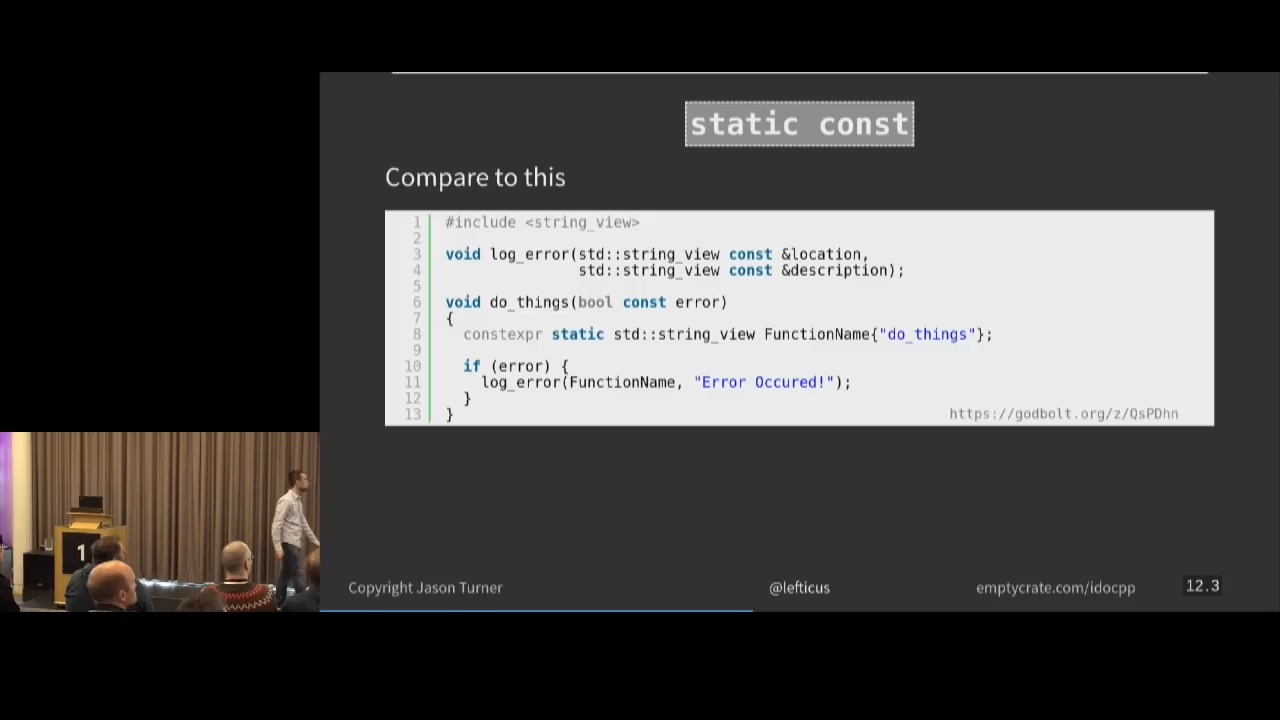 static const
Compare to this
1 #include <string_view>
2
3 void log_error(std::string_view const &location,
4 std::string_view const &description);
5
6 void do_things(bool const error)
7 {
8 constexpr static std::string_view FunctionName{"do_things"};
9
10 if (error) {
11 log_error(FunctionName, "Error Occured!");
12 }
13 }
https://godbolt.org/z/QsPDhn
1
Copyright Jason Turner
@lefticus
emptycrate.com/idocpp
12.3